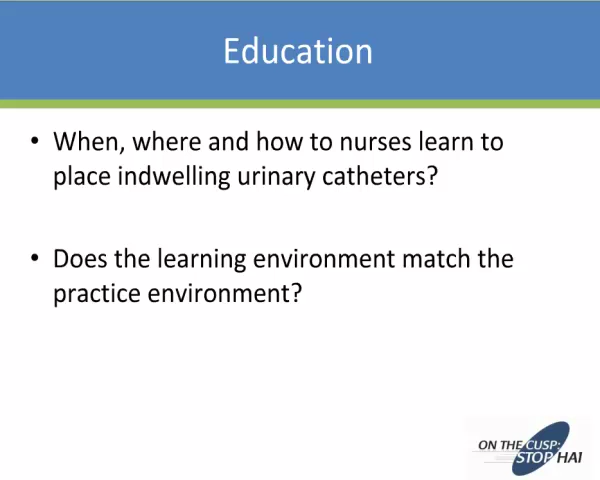 Education
• When, where and how to nurses learn to
place indwelling urinary catheters?
• Does the learning environment match the
practice environment?
ON THE CUSP:
STOP HAI